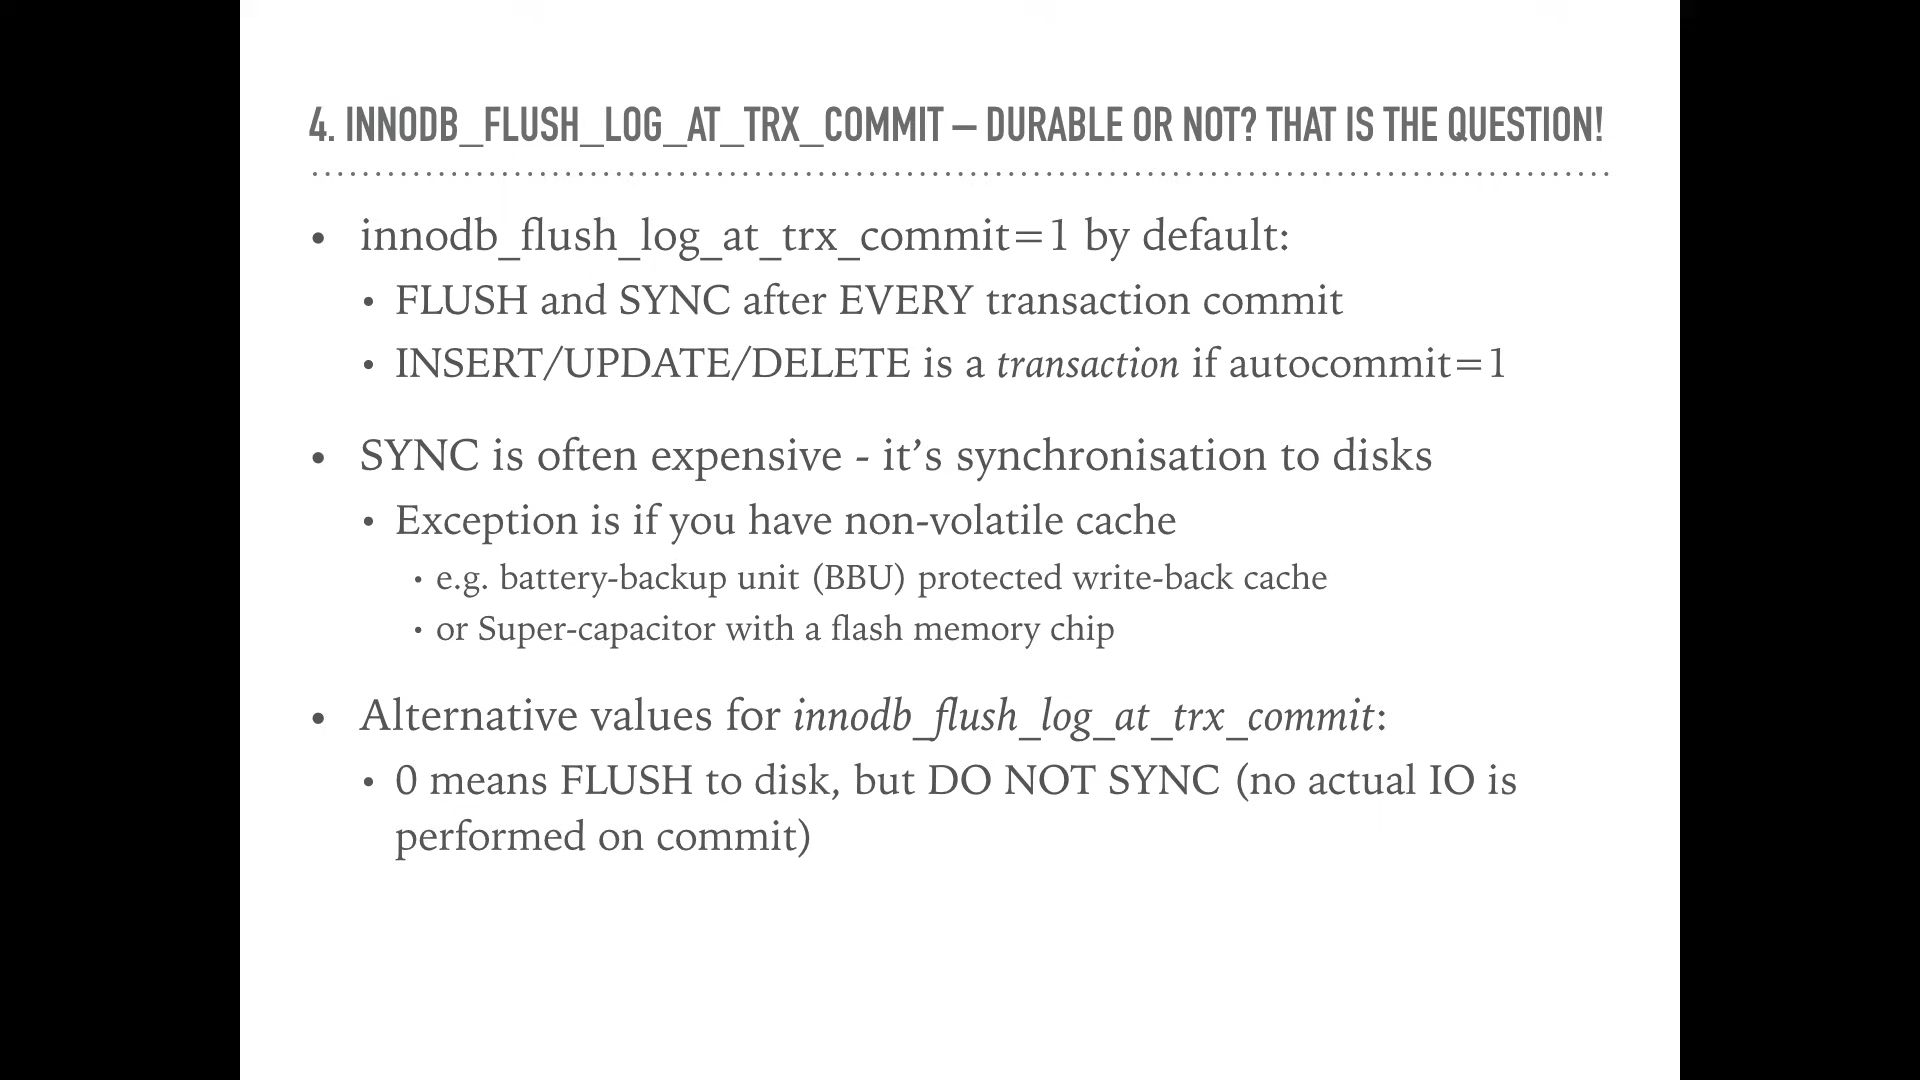 4. INNODB_FLUSH_LOG_AT_TRX_COMMIT – DURABLE OR NOT? THAT IS THE QUESTION!
• innodb_flush_log_at_trx_commit=1 by default:
• FLUSH and SYNC after EVERY transaction commit
• INSERT/UPDATE/DELETE is a transaction if autocommit=1
• SYNC is often expensive - it’s synchronisation to disks
• Exception is if you have non-volatile cache
• e.g. battery-backup unit (BBU) protected write-back cache
• or Super-capacitor with a flash memory chip
• Alternative values for innodb_flush_log_at_trx_commit:
• 0 means FLUSH to disk, but DO NOT SYNC (no actual IO is
performed on commit)